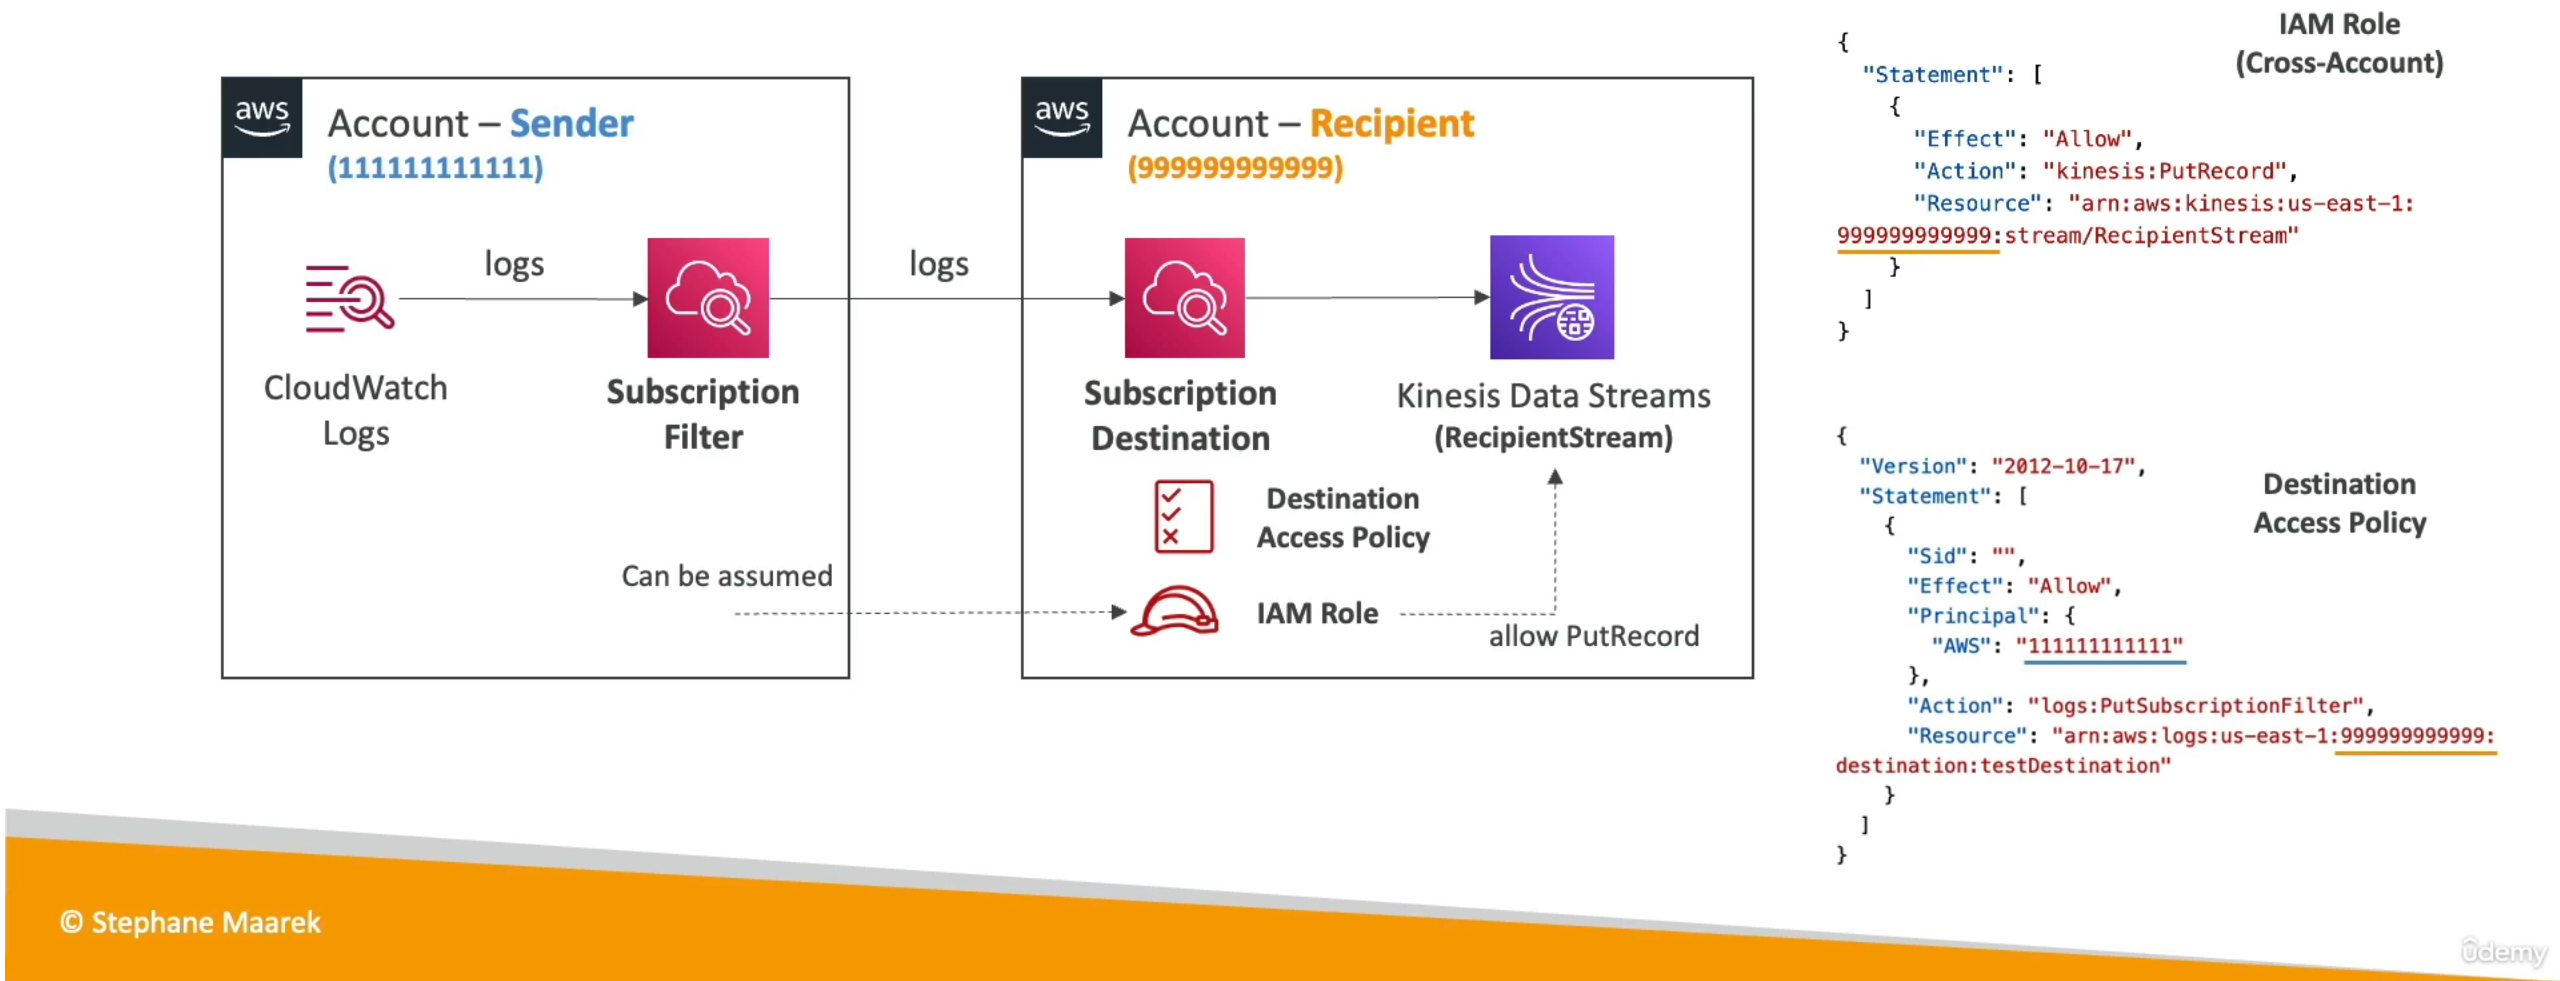 aws
Account – Sender
(111111111111)
CloudWatch
Logs
logs
Subscription
Filter
logs
Can be assumed
aws
Account – Recipient
(999999999999)
Subscription
Destination
Kinesis Data Streams
(RecipientStream)
Destination
Access Policy
IAM Role
allow PutRecord
IAM Role
(Cross-Account)
{
"Statement": [
{
"Effect": "Allow",
"Action": "kinesis:PutRecord",
"Resource": "arn:aws:kinesis:us-east-1:
999999999999:stream/RecipientStream"
}
]
}
Destination
Access Policy
{
"Version": "2012-10-17",
"Statement": [
{
"Sid": "",
"Effect": "Allow",
"Principal": {
"AWS": "111111111111"
},
"Action": "logs:PutSubscriptionFilter",
"Resource": "arn:aws:logs:us-east-1:999999999999:
destination:testDestination"
}
]
}
© Stephane Maarek
ûdemy